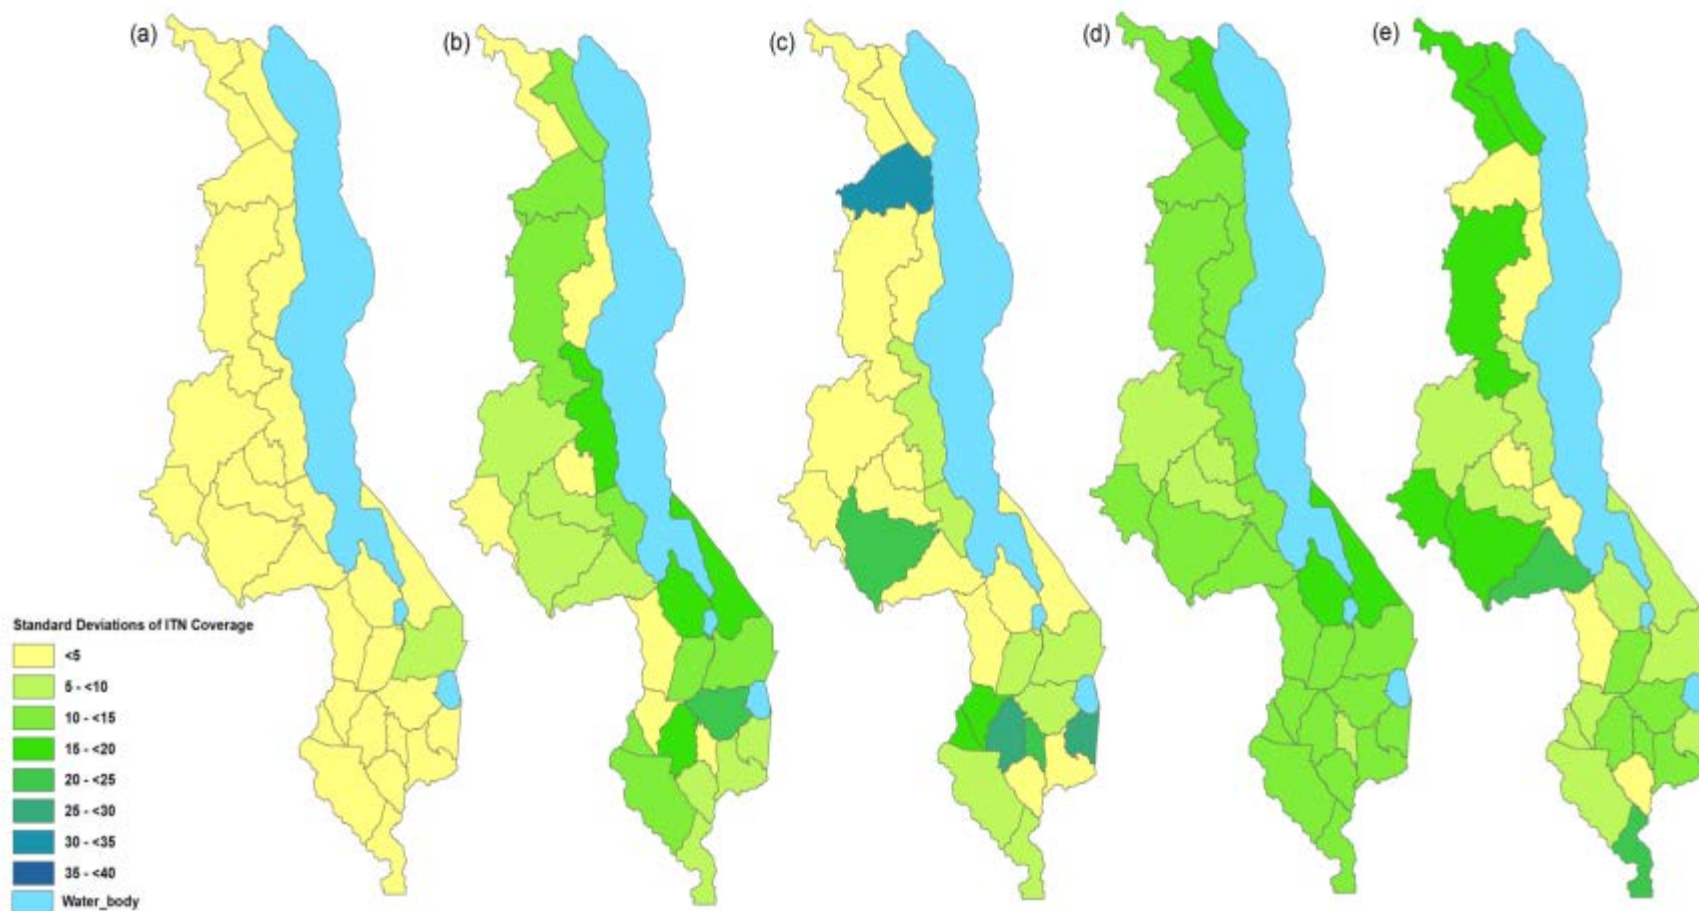 (a)
(b)
(c)
(d)
(e)
Standard Deviations of ITN Coverage
<5
5 - <10
10 - <15
15 - <20
20 - <25
25 - <30
30 - <35
35 - <40
Water_body